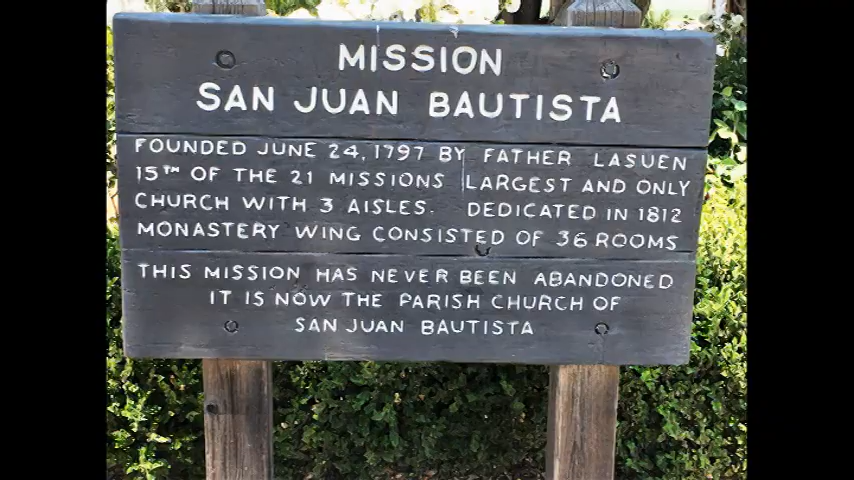 MISSION
SAN JUAN BAUTISTA
FOUNDED JUNE 24, 1797 BY FATHER LASUEN
15TH OF THE 21 MISSIONS LARGEST AND ONLY
CHURCH WITH 3 AISLES. DEDICATED IN 1812
MONASTERY WING CONSISTED OF 36 ROOMS
THIS MISSION HAS NEVER BEEN ABANDONED
IT IS NOW THE PARISH CHURCH OF
SAN JUAN BAUTISTA